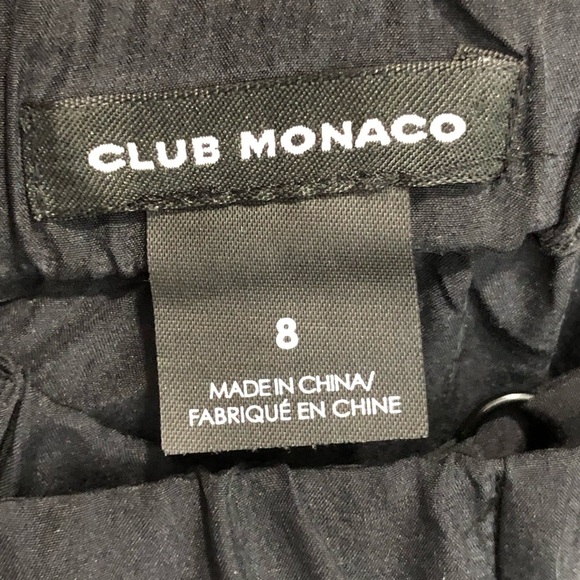 CLUB MONACO
8
MADE IN CHINA/
FABRIQUÉ EN CHINE